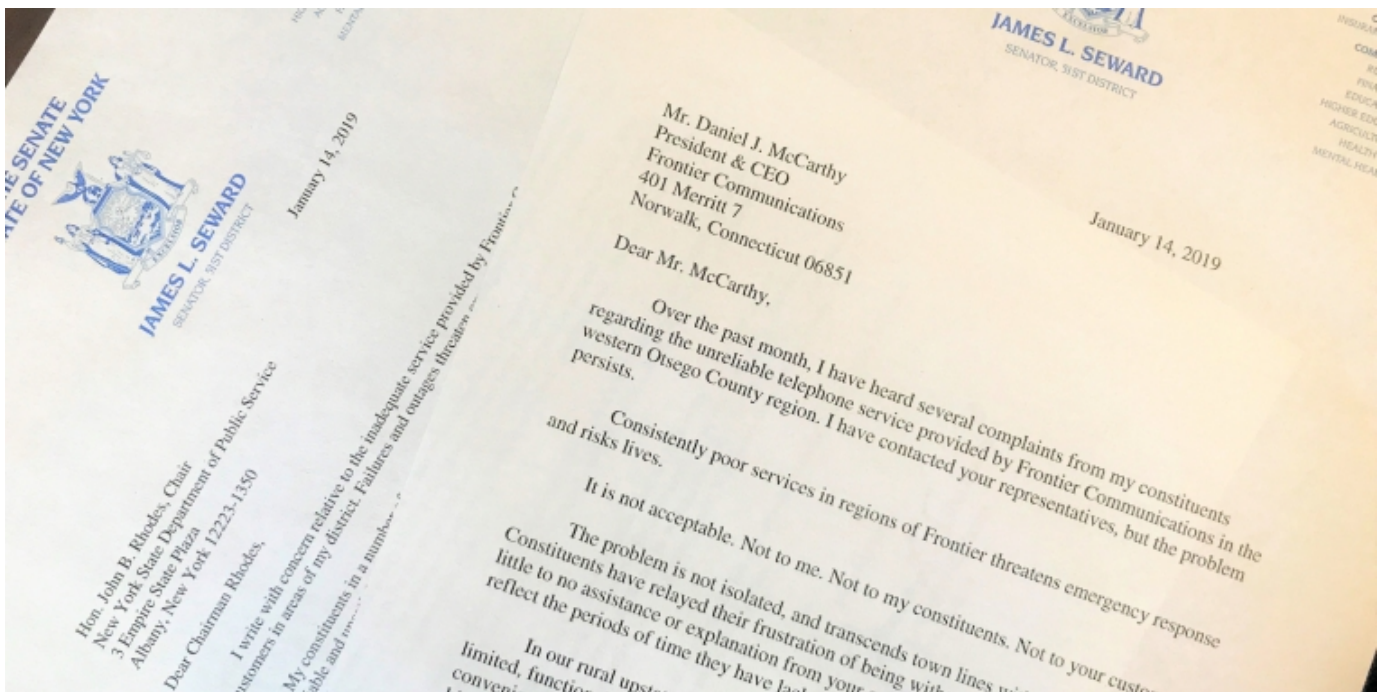 THE SENATE
STATE OF NEW YORK
JAMES L. SEWARD
SENATOR, 51ST DISTRICT
January 14, 2019
Hon. John B. Rhodes, Chair
New York State Department of Public Service
3 Empire State Plaza
Albany, New York 12223-1350
Dear Chairman Rhodes,
I write with concern relative to the inadequate service provided by Frontier
customers in areas of my district. Failures and outages threaten
My constituents in a number
EXCELSIOR
JAMES L. SEWARD
SENATOR, 51ST DISTRICT
January 14, 2019
Mr. Daniel J. McCarthy
President & CEO
Frontier Communications
401 Merritt 7
Norwalk, Connecticut 06851
Dear Mr. McCarthy,
Over the past month, I have heard several complaints from my constituents
regarding the unreliable telephone service provided by Frontier Communications in the
western Otsego County region. I have contacted your representatives, but the problem
persists.
Consistently poor services in regions of Frontier threatens emergency response
and risks lives.
It is not acceptable. Not to me. Not to my constituents. Not to your
The problem is not isolated, and transcends town lines
Constituents have relayed their frustration of being
little to no assistance or explanation from your
reflect the periods of time they have
In our rural
limited,
HIGHER
AGRICULT
HEALTH
MENTAL HEA